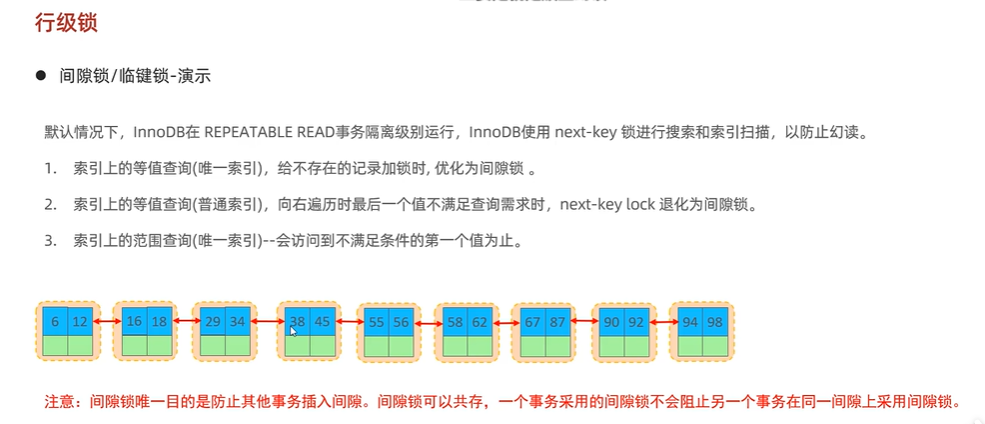 行级锁
● 间隙锁/临键锁-演示
默认情况下，InnoDB在 REPEATABLE READ事务隔离级别运行，InnoDB使用 next-key 锁进行搜索和索引扫描，以防止幻读。
1. 索引上的等值查询(唯一索引)，给不存在的记录加锁时, 优化为间隙锁 。
2. 索引上的等值查询(普通索引)，向右遍历时最后一个值不满足查询需求时，next-key lock 退化为间隙锁。
3. 索引上的范围查询(唯一索引)--会访问到不满足条件的第一个值为止。
6 12 16 18 29 34 38 45 55 56 58 62 67 87 90 92 94 98
注意：间隙锁唯一目的是防止其他事务插入间隙。间隙锁可以共存，一个事务采用的间隙锁不会阻止另一个事务在同一间隙上采用间隙锁。